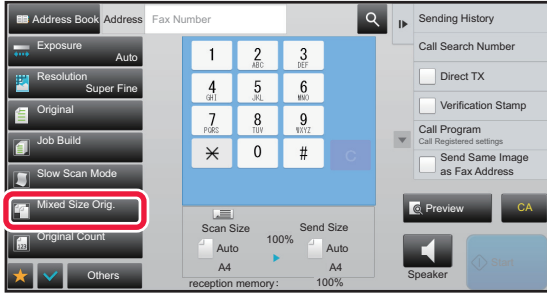 Address Book
Address
Fax Number
Exposure
Auto
Resolution
Super Fine
Original
Job Build
Slow Scan Mode
Mixed Size Orig.
Original Count
Others
1
2
ABC
3
DEF
4
GHI
5
JKL
6
MNO
7
PQRS
8
TUV
9
WXYZ
0
#
C
Scan Size
Send Size
100%
Auto
Auto
A4
A4
reception memory: 100%
Sending History
Call Search Number
Direct TX
Verification Stamp
Call Program
Call Registered settings
Send Same Image
as Fax Address
Preview
CA
Speaker
Start